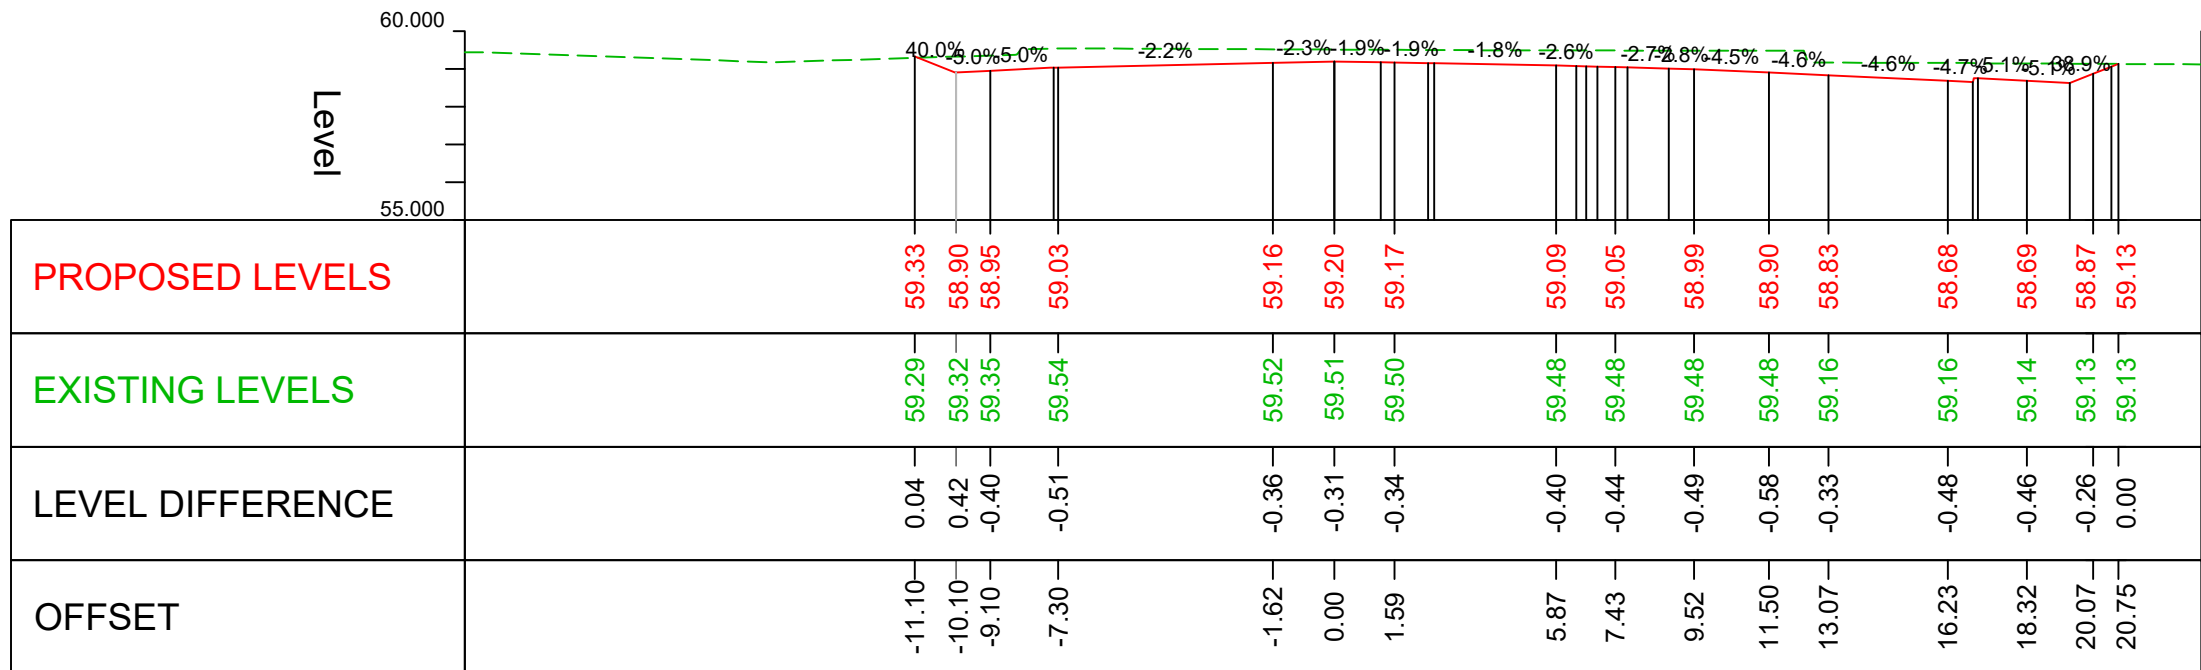 60.000
40.0% -5.0% -5.0% -2.2% -2.3% -1.9% -1.9% -1.8% -2.6% -2.7% -2.8% -4.5% -4.6% -4.6% -4.7% -5.1% -5.1% 38.9%
Level
55.000
PROPOSED LEVELS 59.33 58.90 58.95 59.03 59.16 59.20 59.17 59.09 59.05 58.99 58.90 58.83 58.68 58.69 58.87 59.13
EXISTING LEVELS 59.29 59.32 59.35 59.54 59.52 59.51 59.50 59.48 59.48 59.48 59.48 59.16 59.16 59.14 59.13 59.13
LEVEL DIFFERENCE 0.04 0.42 -0.40 -0.51 -0.36 -0.31 -0.34 -0.40 -0.44 -0.49 -0.58 -0.33 -0.48 -0.46 -0.26 0.00
OFFSET -11.10 -10.10 -9.10 -7.30 -1.62 0.00 1.59 5.87 7.43 9.52 11.50 13.07 16.23 18.32 20.07 20.75